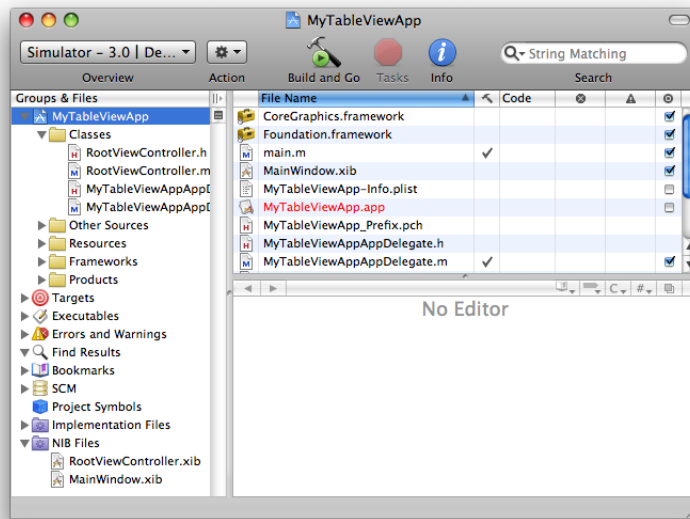 MyTableViewApp
Simulator - 3.0 | De...
String Matching
Overview
Action
Build and Go
Tasks
Info
Search
Groups & Files
File Name
Code
MyTableViewApp
Classes
RootViewController.h
RootViewController.m
MyTableViewAppAppD
MyTableViewAppAppD
Other Sources
Resources
Frameworks
Products
Targets
Executables
Errors and Warnings
Find Results
Bookmarks
SCM
Project Symbols
Implementation Files
NIB Files
RootViewController.xib
MainWindow.xib
CoreGraphics.framework
Foundation.framework
main.m
MainWindow.xib
MyTableViewApp-Info.plist
MyTableViewApp.app
MyTableViewApp_Prefix.pch
MyTableViewAppAppDelegate.h
MyTableViewAppAppDelegate.m
C #
No Editor